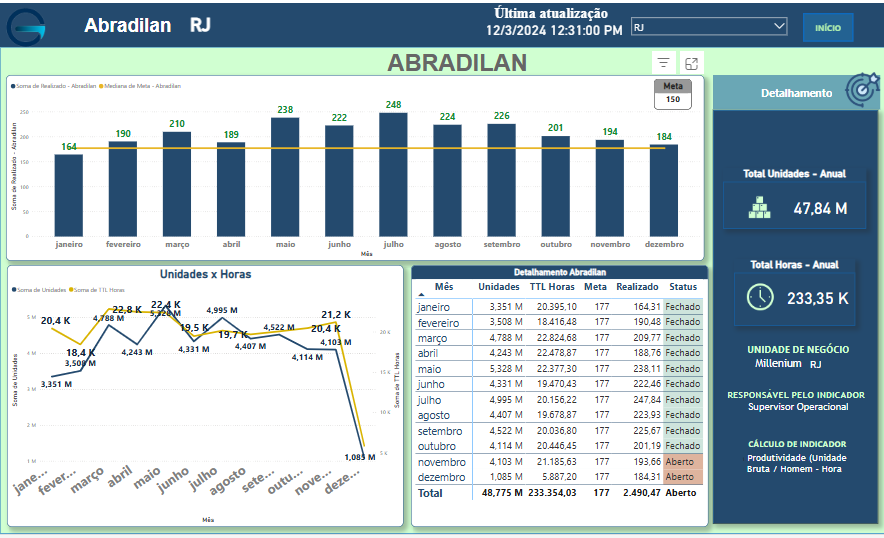 Abradilan RJ
Última atualização
12/3/2024 12:31:00 PM
RJ
INÍCIO
ABRADILAN
Soma de Realizado - Abradilan Mediana de Meta - Abradilan
Meta
150
Soma de Realizado - Abradilan
250
200
150
100
50
0
164 190 210 189 238 222 248 224 226 201 194 184
janeiro fevereiro março abril maio junho julho agosto setembro outubro novembro dezembro
Mês
Unidades x Horas
Soma de Unidades Soma de TTL Horas
Soma de Unidades
5 M
4 M
3 M
2 M
1 M
20,4 K
18,4 K
22,8 K
22,4 K
19,5 K
19,7 K
20,4 K
21,2 K
3,351 M
3,508 M
4,788 M
4,243 M
5,328 M
4,331 M
4,995 M
4,407 M
4,522 M
4,114 M
4,103 M
1,085 M
20 K
15 K
10 K
5 K
Soma de TTL Horas
jane... fever... março abril maio junho julho agosto sete... outu... nove... deze...
Mês
Detalhamento Abradilan
Mês Unidades TTL Horas Meta Realizado Status
janeiro 3,351 M 20.395,10 177 164,31 Fechado
fevereiro 3,508 M 18.416,48 177 190,48 Fechado
março 4,788 M 22.824,68 177 209,77 Fechado
abril 4,243 M 22.478,87 177 188,76 Fechado
maio 5,328 M 22.377,30 177 238,11 Fechado
junho 4,331 M 19.470,43 177 222,46 Fechado
julho 4,995 M 20.156,22 177 247,84 Fechado
agosto 4,407 M 19.678,87 177 223,93 Fechado
setembro 4,522 M 20.036,80 177 225,67 Fechado
outubro 4,114 M 20.446,45 177 201,19 Fechado
novembro 4,103 M 21.185,63 177 193,66 Aberto
dezembro 1,085 M 5.887,20 177 184,31 Aberto
Total 48,775 M 233.354,03 177 2.490,47 Aberto
Detalhamento
Total Unidades - Anual
47,84 M
Total Horas - Anual
233,35 K
UNIDADE DE NEGÓCIO
Millenium RJ
RESPONSÁVEL PELO INDICADOR
Supervisor Operacional
CÁLCULO DE INDICADOR
Produtividade (Unidade
Bruta / Homem - Hora